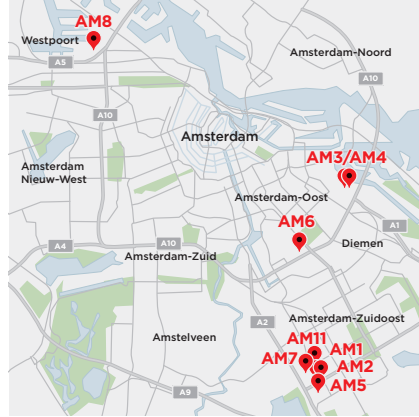 AM8
Westpoort
Amsterdam-Noord
A5
A10
A10
Amsterdam
AM3/AM4
Amsterdam
Nieuw-West
Amsterdam-Oost
AM6
A1
A4
A10
Diemen
Amsterdam-Zuid
Amsterdam-Zuidoost
A2
Amstelveen
AM11
AM1
AM7
AM2
AM5
A9